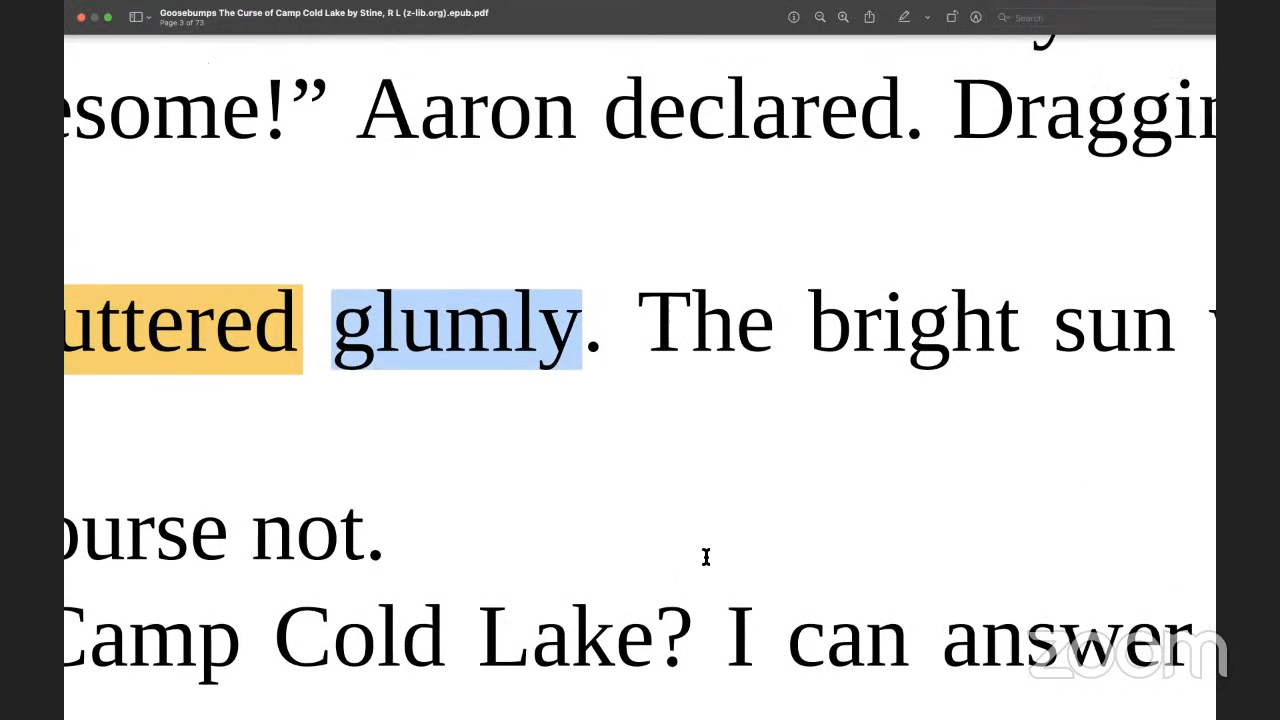 Goosebumps The Curse of Camp Cold Lake by Stine, R L (z-lib.org).epub.pdf
Page 3 of 73
Search
esome!” Aaron declared. Draggin
uttered glumly. The bright sun
ourse not.
Camp Cold Lake? I can answer
zoom